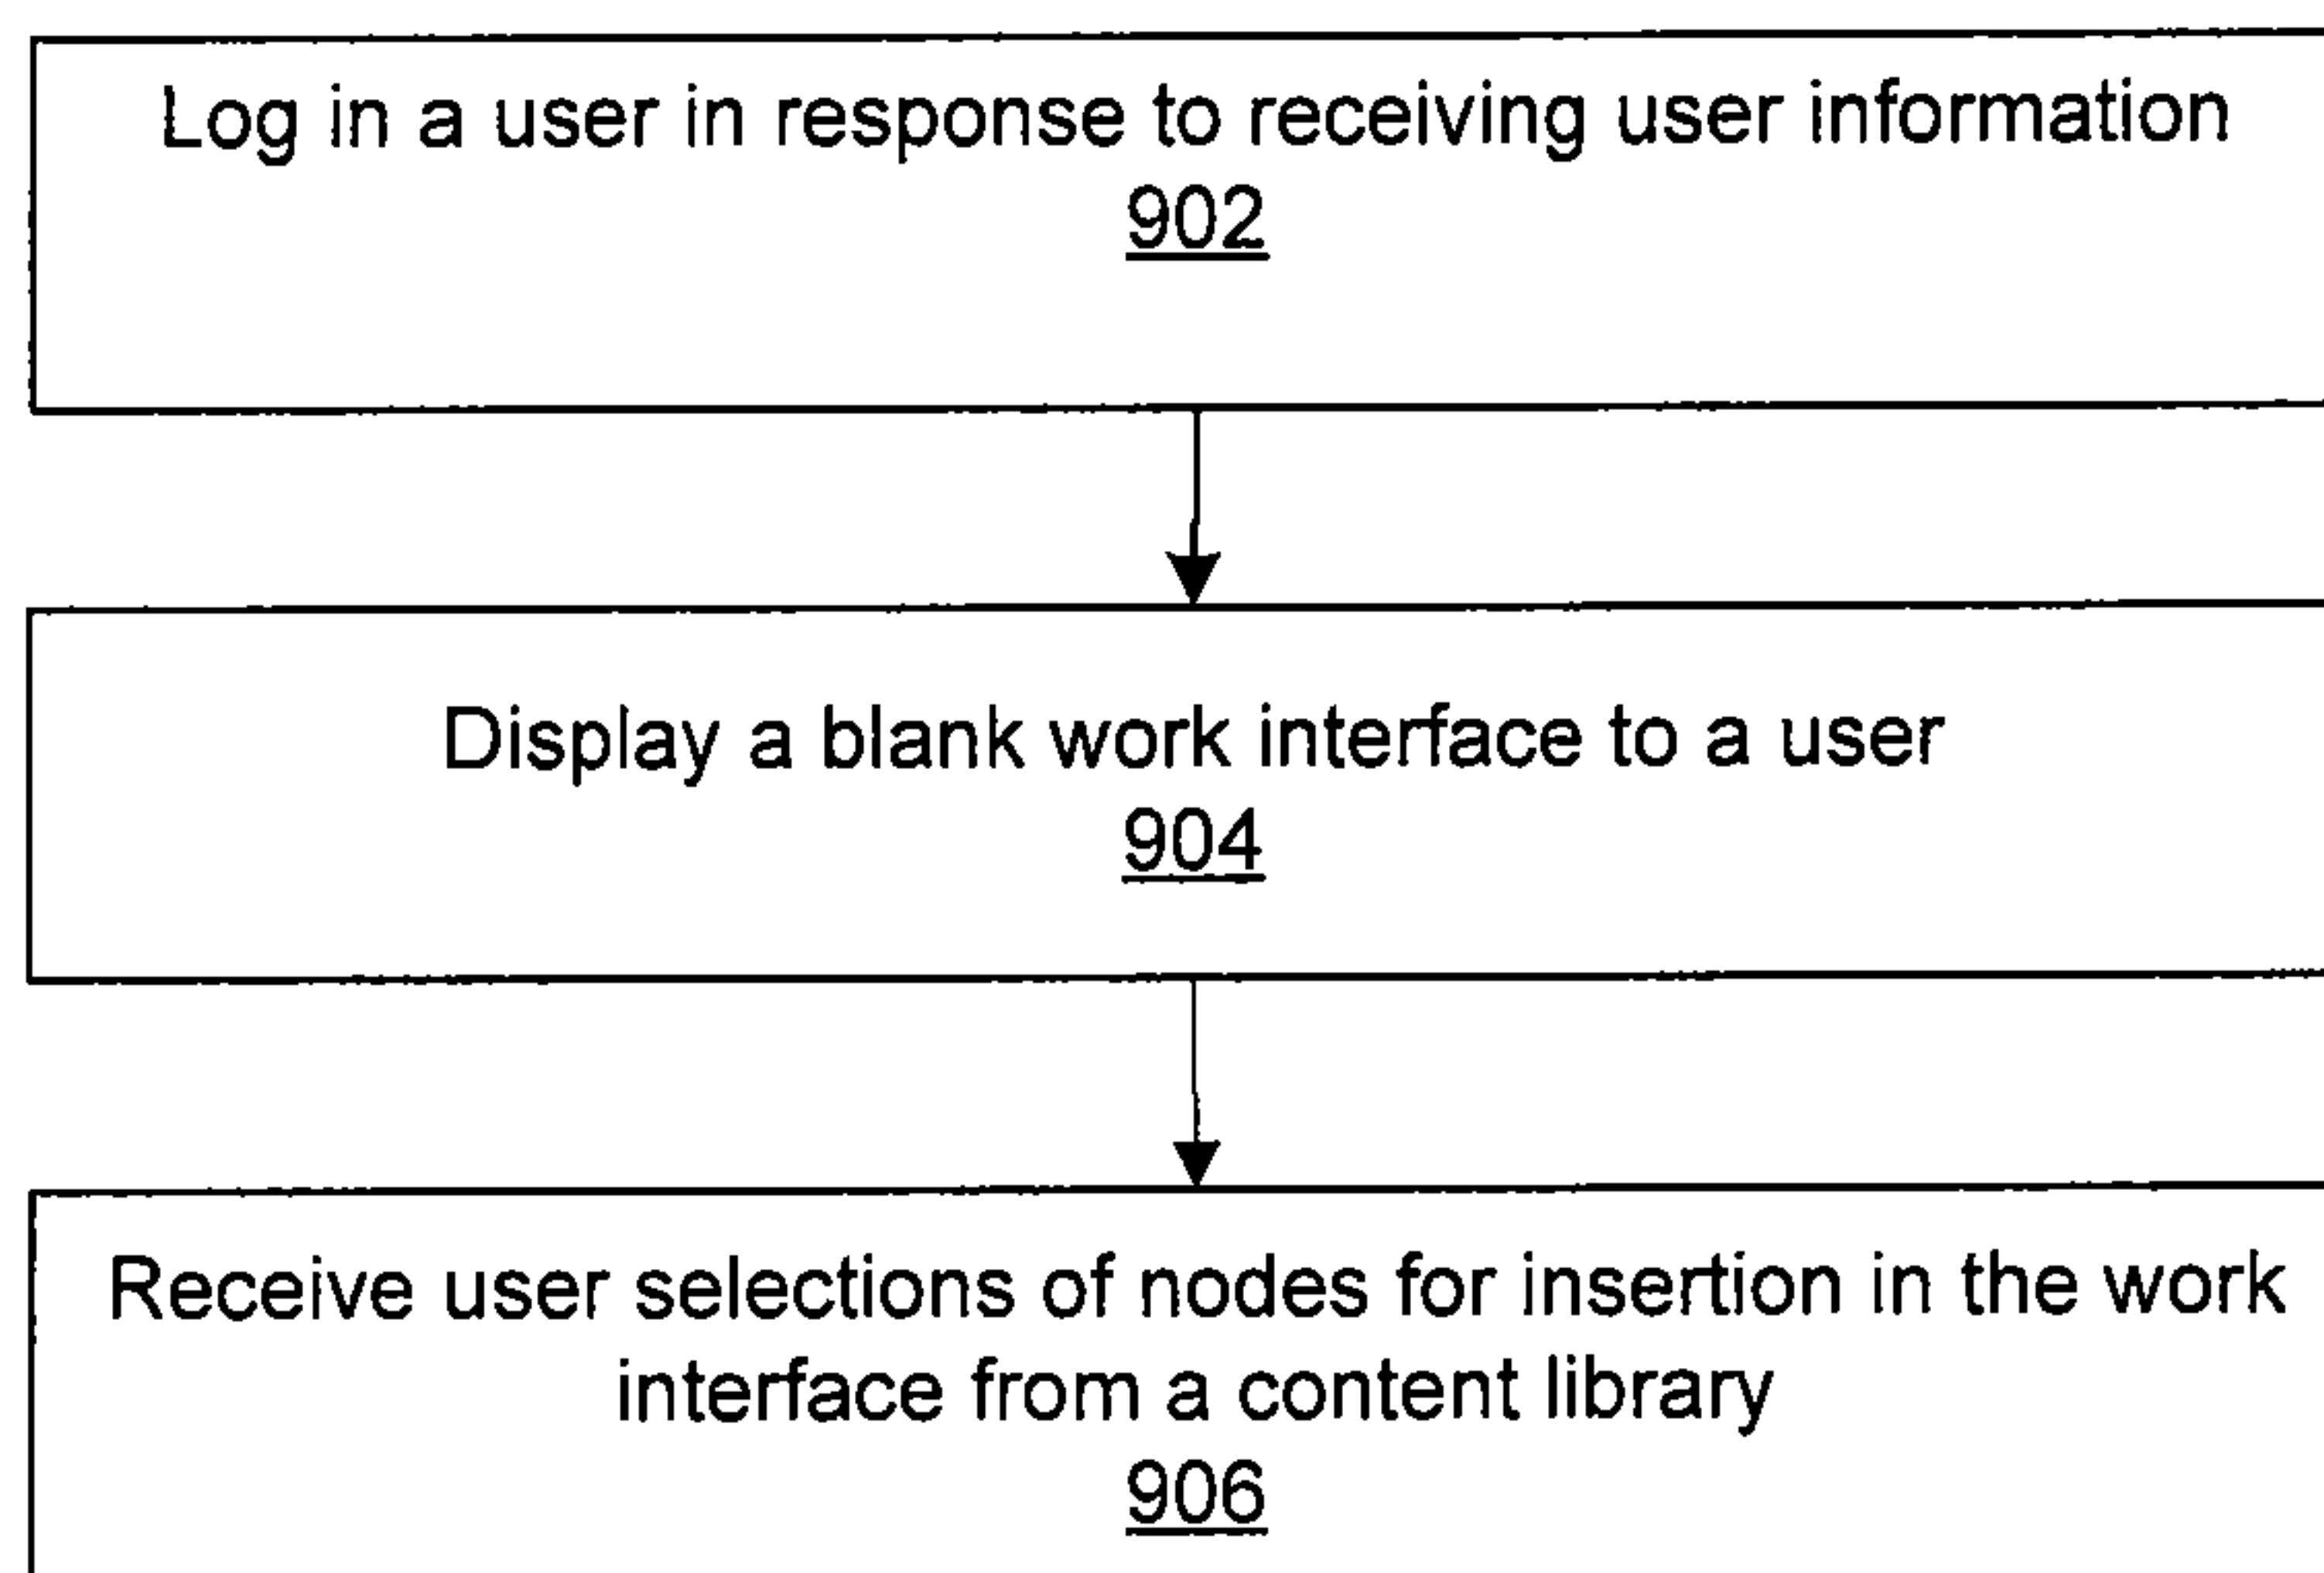 Log in a user in response to receiving user information
902
Display a blank work interface to a user
904
Receive user selections of nodes for insertion in the work
interface from a content library
906